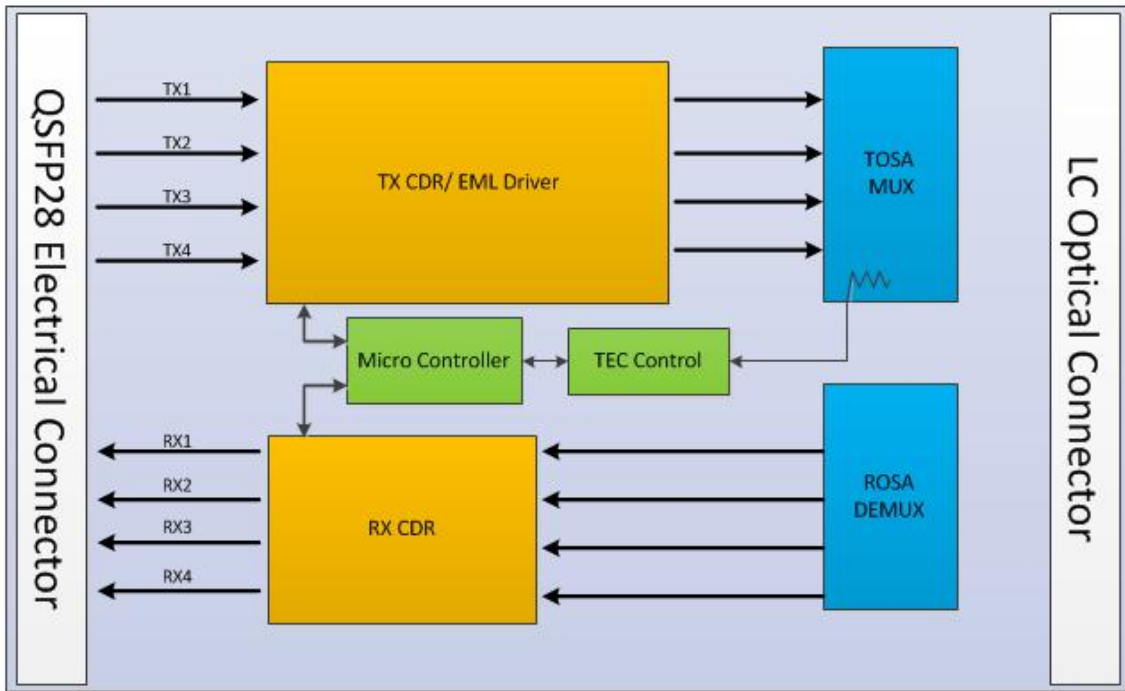 QSFP28 Electrical Connector
TX1
TX2
TX3
TX4
TX CDR/ EML Driver
TOSA
MUX
Micro Controller
TEC Control
RX1
RX2
RX3
RX4
RX CDR
ROSA
DEMUX
LC Optical Connector